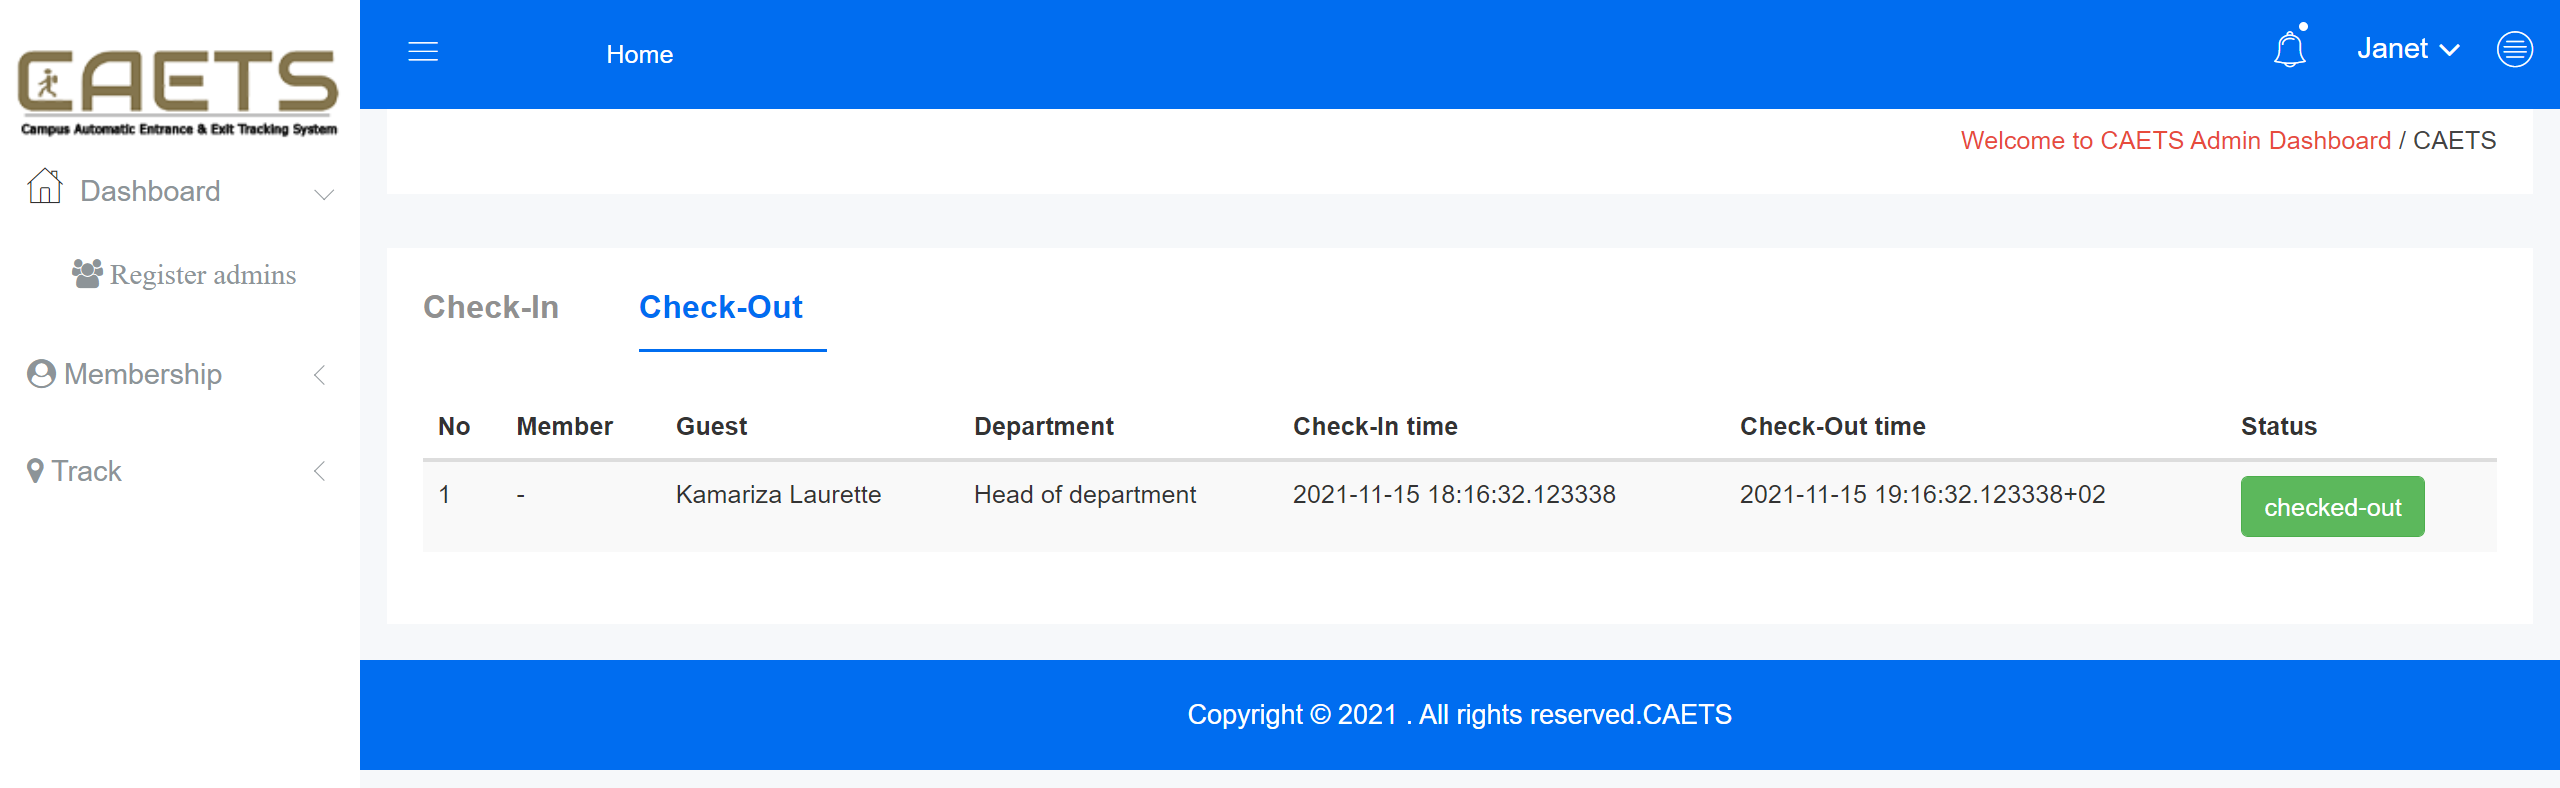 CAETS
Campus Automatic Entrance & Exit Tracking System
Dashboard
Register admins
Membership
Track
Home
Janet
Welcome to CAETS Admin Dashboard / CAETS
Check-In Check-Out
No Member Guest Department Check-In time Check-Out time Status
1 - Kamariza Laurette Head of department 2021-11-15 18:16:32.123338 2021-11-15 19:16:32.123338+02 checked-out
Copyright © 2021 . All rights reserved.CAETS